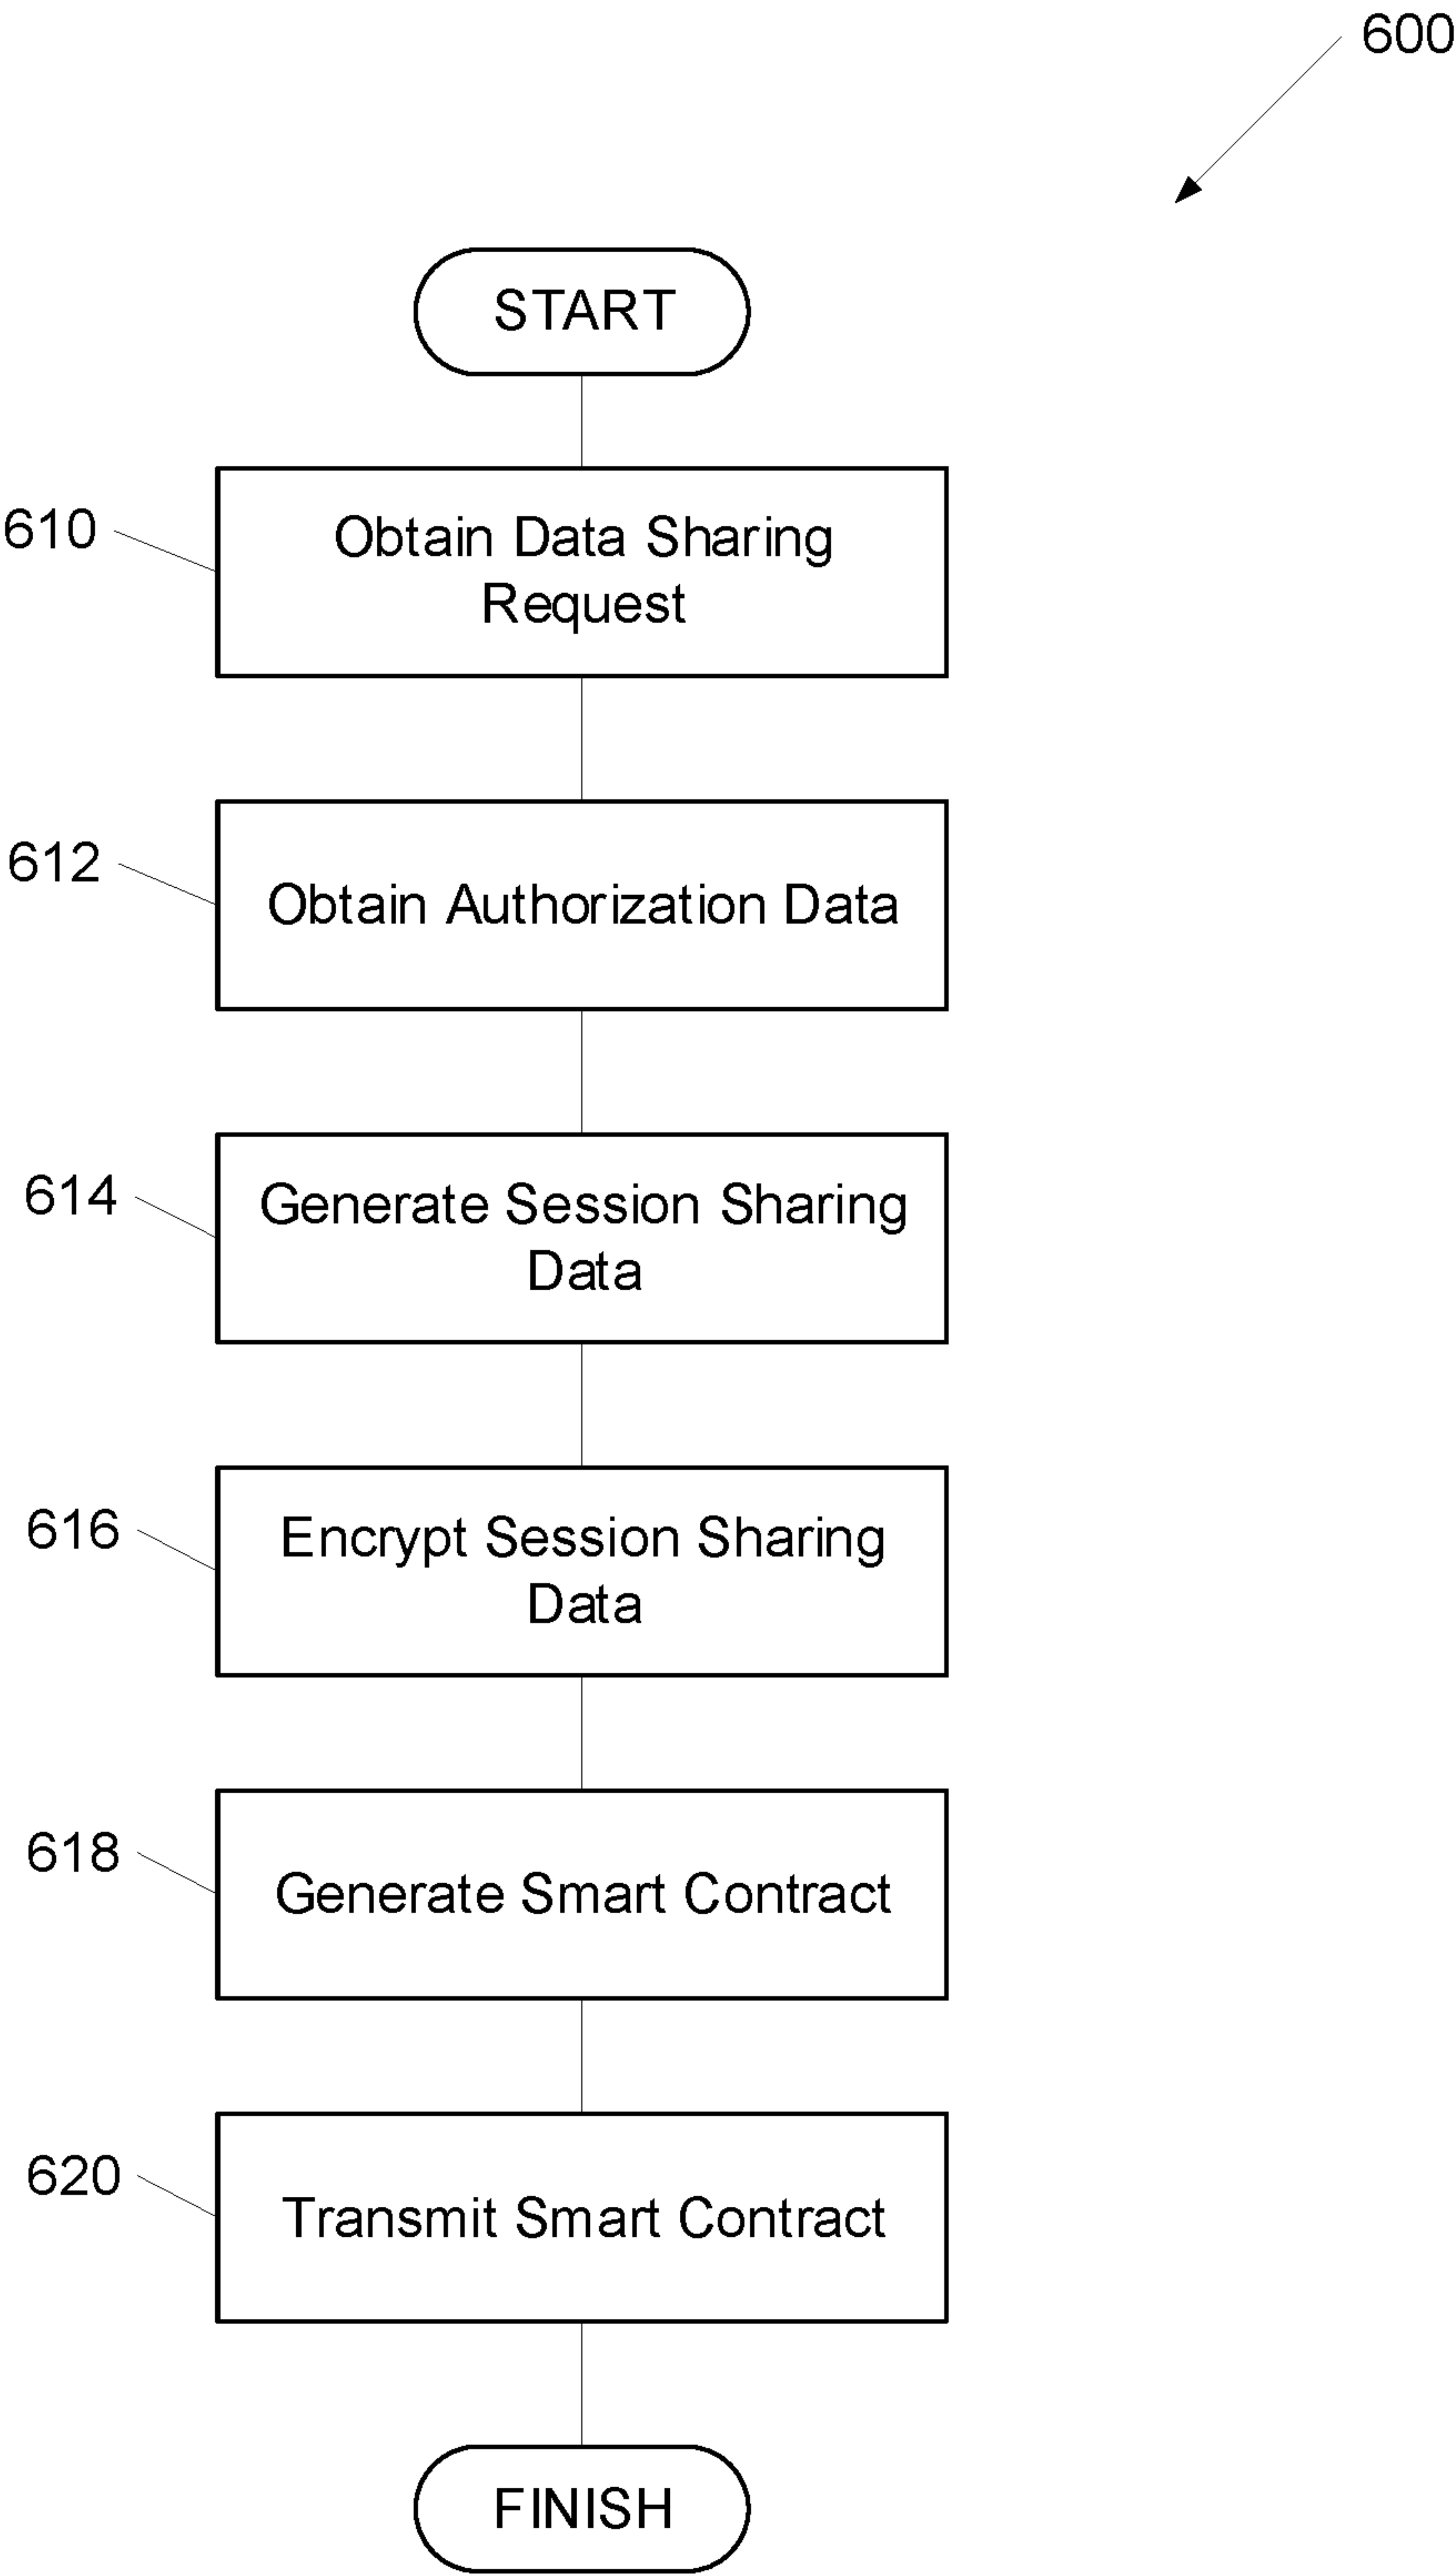 600
START
610
Obtain Data Sharing
Request
612
Obtain Authorization Data
614
Generate Session Sharing
Data
616
Encrypt Session Sharing
Data
618
Generate Smart Contract
620
Transmit Smart Contract
FINISH